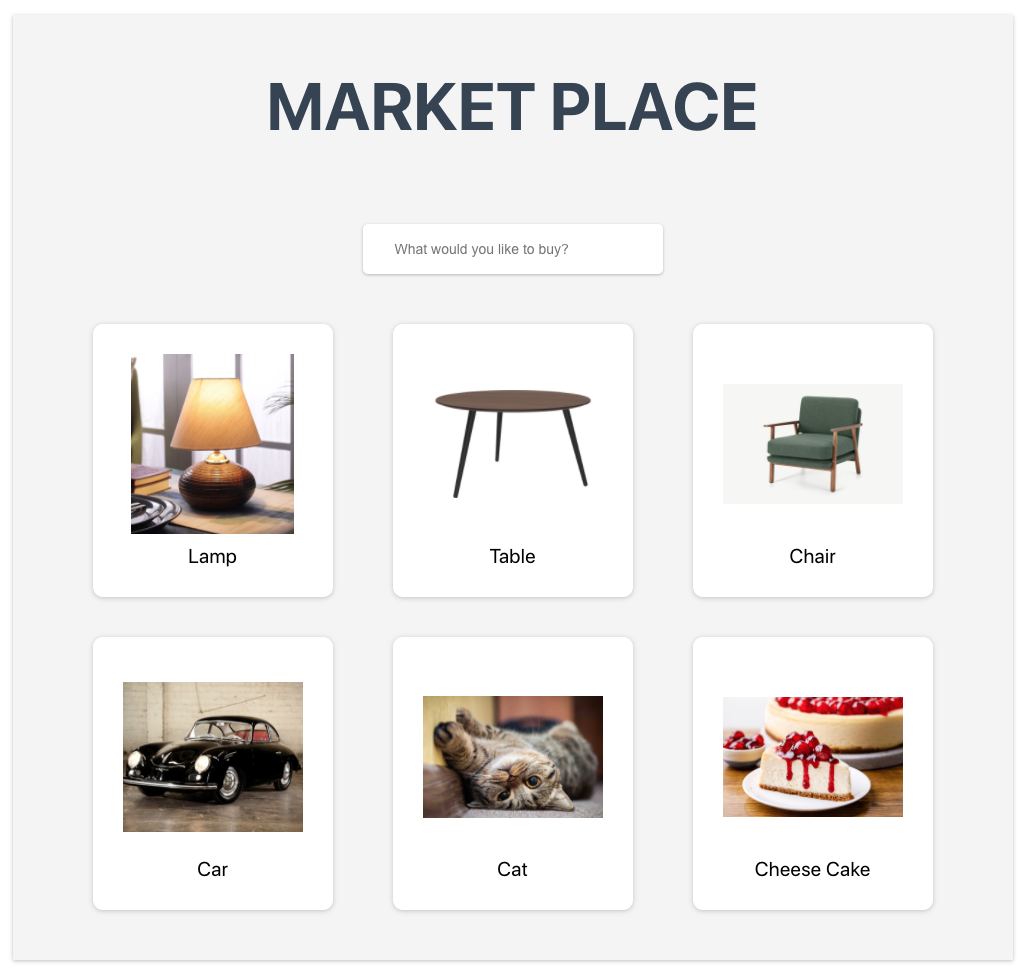 MARKET PLACE
What would you like to buy?
Lamp
Table
Chair
Car
Cat
Cheese Cake